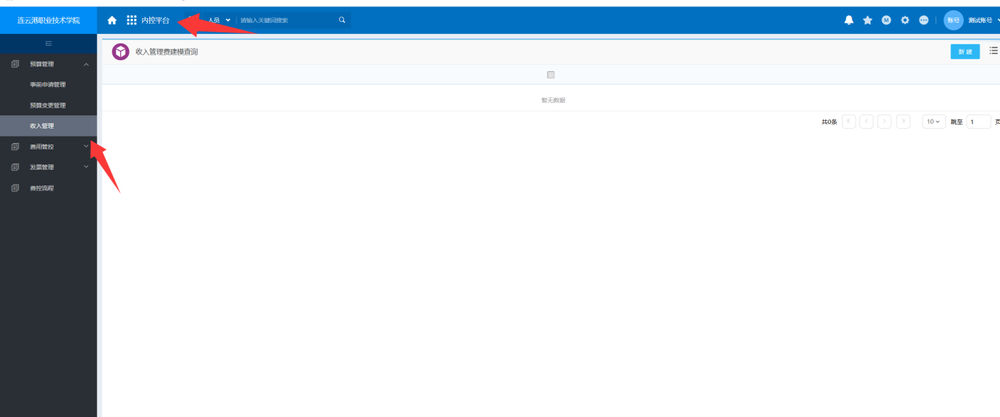 连云港职业技术学院
内控平台
人员
请输入关键词搜索
M
账号
测试账号
预算管理
事前申请管理
预算变更管理
收入管理
费用管控
发票管理
费控流程
收入管理费建模查询
新建
暂无数据
共0条
10
跳至 1 页